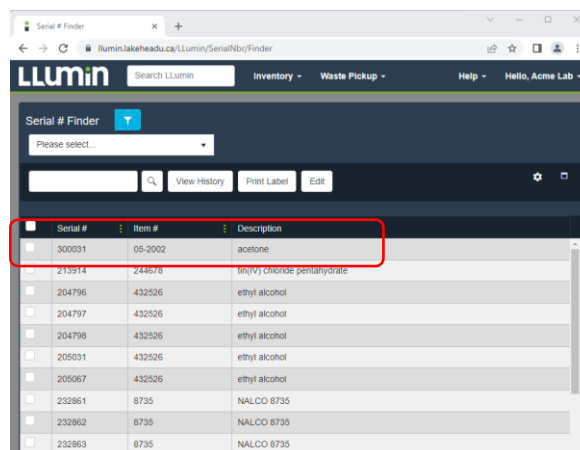 Serial # Finder
llumin.lakeheadu.ca/LLumin/SerialNbr/Finder
LLUMiN Search LLumin Inventory Waste Pickup Help Hello, Acme Lab
Serial # Finder
Please select...
View History Print Label Edit
Serial # Item # Description
300031 05-2002 acetone
213914 244678 tin(IV) chloride pentahydrate
204796 432526 ethyl alcohol
204797 432526 ethyl alcohol
204798 432526 ethyl alcohol
205031 432526 ethyl alcohol
205067 432526 ethyl alcohol
232861 8735 NALCO 8735
232862 8735 NALCO 8735
232863 8735 NALCO 8735